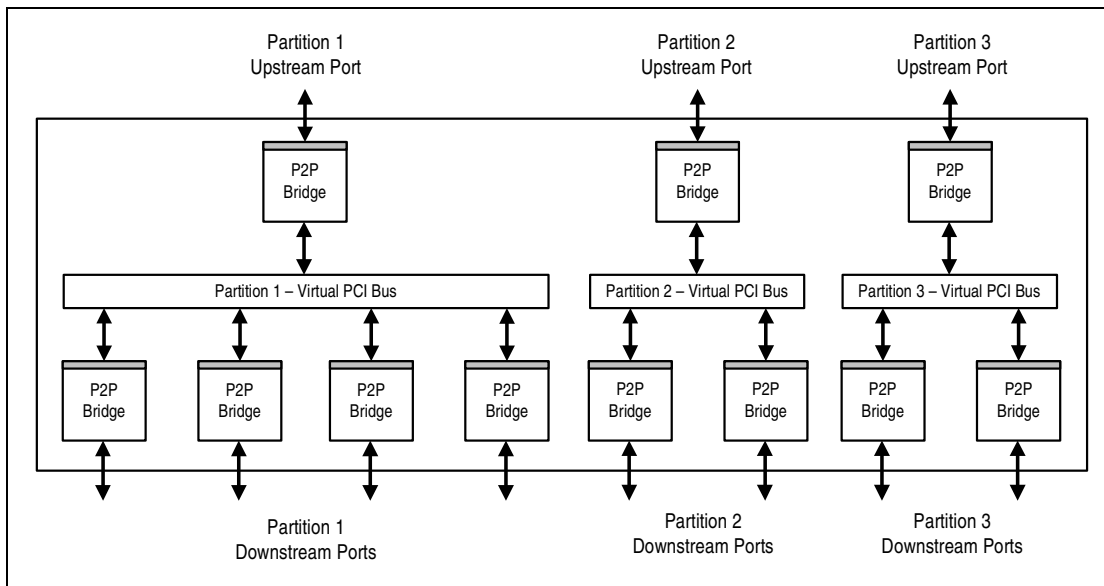 Partition 1
Upstream Port
Partition 2
Upstream Port
Partition 3
Upstream Port
P2P
Bridge
P2P
Bridge
P2P
Bridge
Partition 1 – Virtual PCI Bus
Partition 2 – Virtual PCI Bus
Partition 3 – Virtual PCI Bus
P2P
Bridge
P2P
Bridge
P2P
Bridge
P2P
Bridge
P2P
Bridge
P2P
Bridge
P2P
Bridge
P2P
Bridge
Partition 1
Downstream Ports
Partition 2
Downstream Ports
Partition 3
Downstream Ports